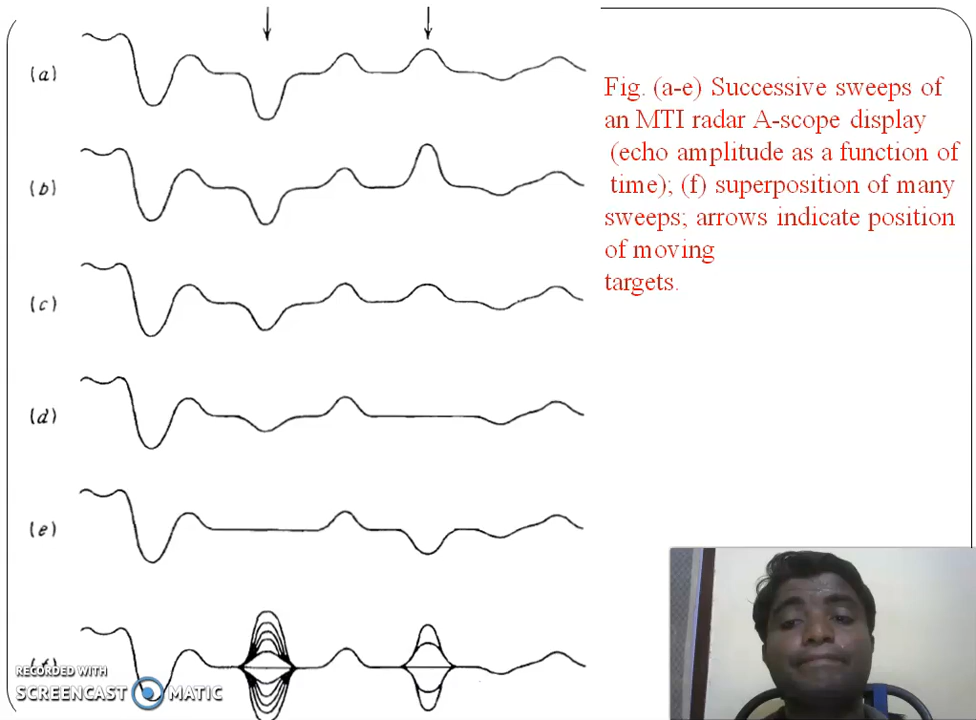 (a)
Fig. (a-e) Successive sweeps of
an MTI radar A-scope display
(echo amplitude as a function of
time); (f) superposition of many
sweeps; arrows indicate position
of moving
targets.
(b)
(c)
(d)
(e)
(f)
RECORDED WITH
SCREENCAST MATIC